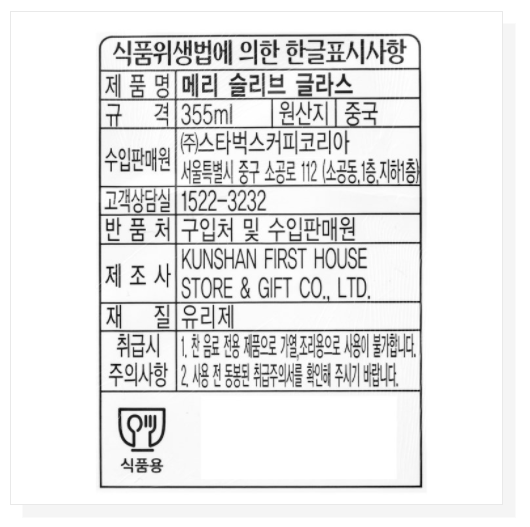 식품위생법에 의한 한글표시사항
제 품 명 메리 슬리브 글라스
규 격 355ml 원산지 중국
수입판매원 ㈜스타벅스커피코리아
서울특별시 중구 소공로 112 (소공동,1층,지하1층)
고객상담실 1522-3232
반 품 처 구입처 및 수입판매원
제 조 사 KUNSHAN FIRST HOUSE
STORE & GIFT CO., LTD.
재 질 유리제
취급시 주의사항 1. 찬 음료 전용 제품으로 가열,조리용으로 사용이 불가합니다.
2. 사용 전 동봉된 취급주의서를 확인해 주시기 바랍니다.
식품용